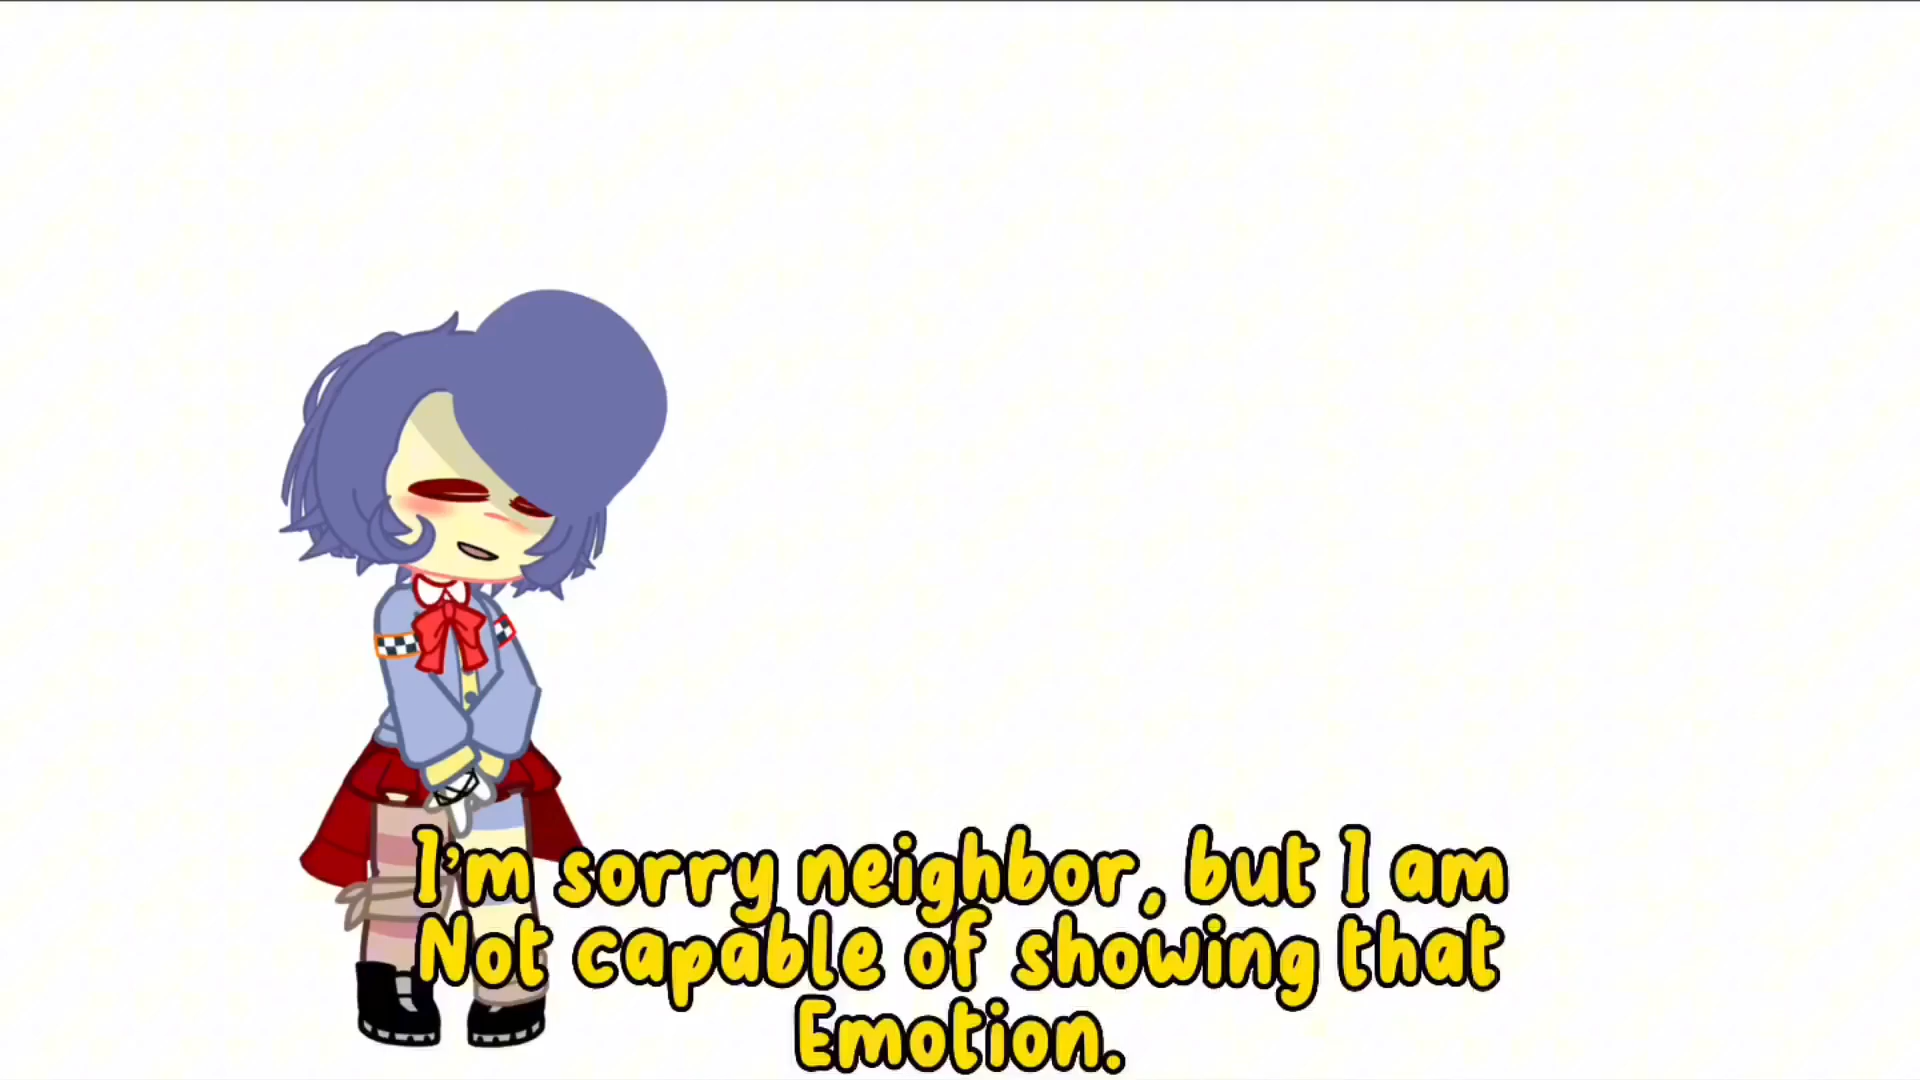 I'm sorry neighbor, but I am
Not capable of showing that
Emotion.